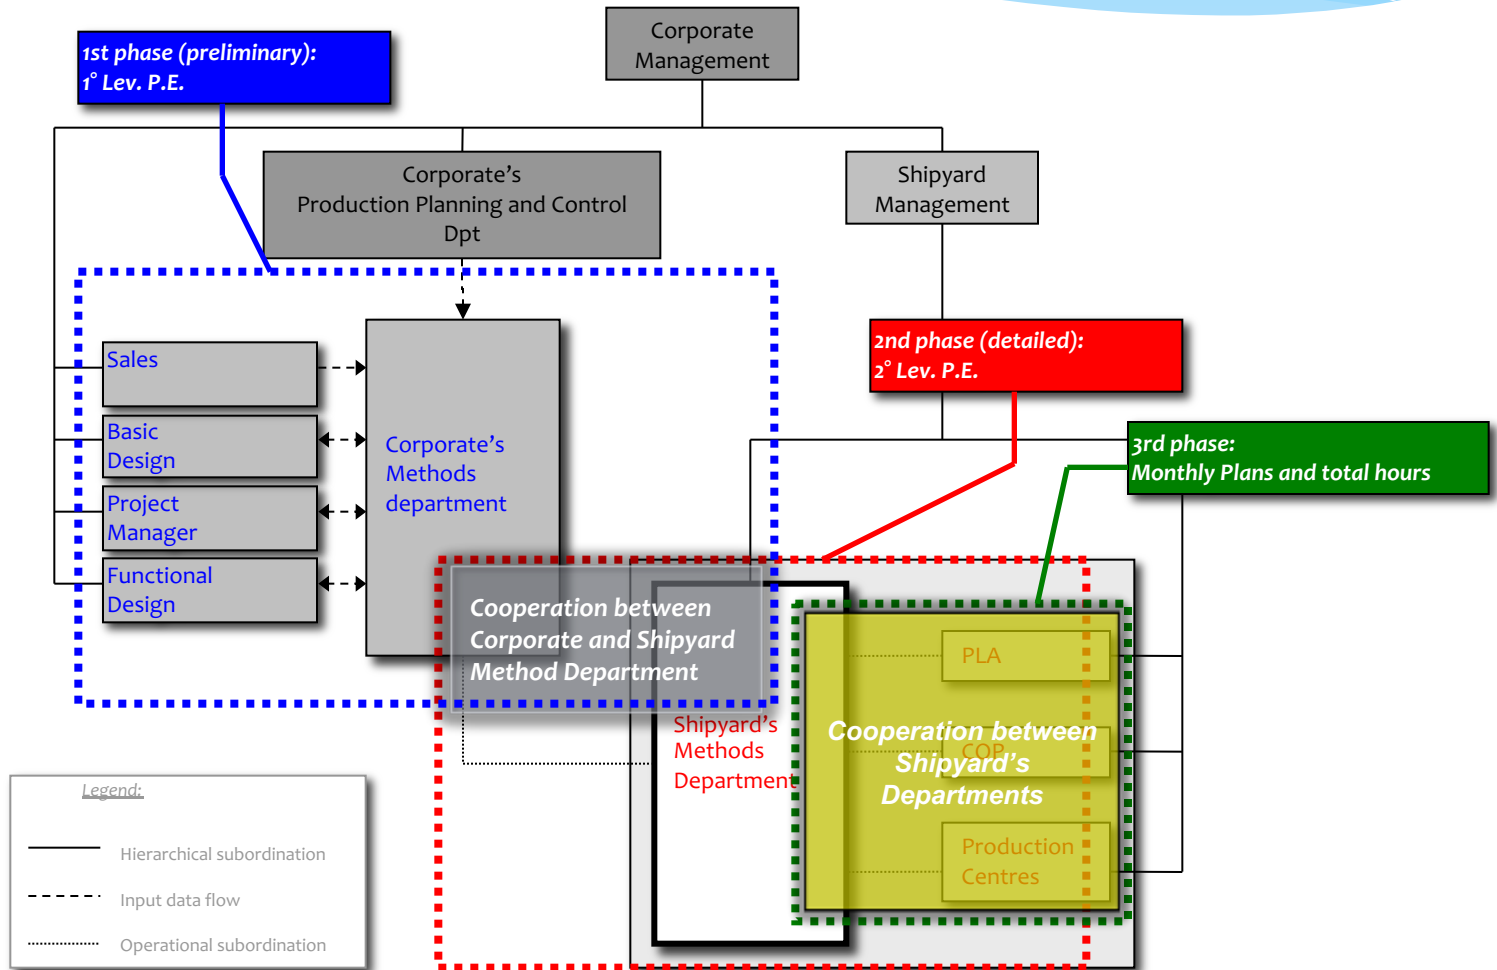 Corporate
Management
1st phase (preliminary):
1° Lev. P.E.
Corporate's
Production Planning and Control
Dpt
Shipyard
Management
2nd phase (detailed):
2° Lev. P.E.
3rd phase:
Monthly Plans and total hours
Sales
Basic
Design
Project
Manager
Functional
Design
Corporate's
Methods
department
Cooperation between
Corporate and Shipyard
Method Department
Shipyard's
Methods
Department
PLA
COP
Production
Centres
Cooperation between
Shipyard's
Departments
Legend:
Hierarchical subordination
Input data flow
Operational subordination